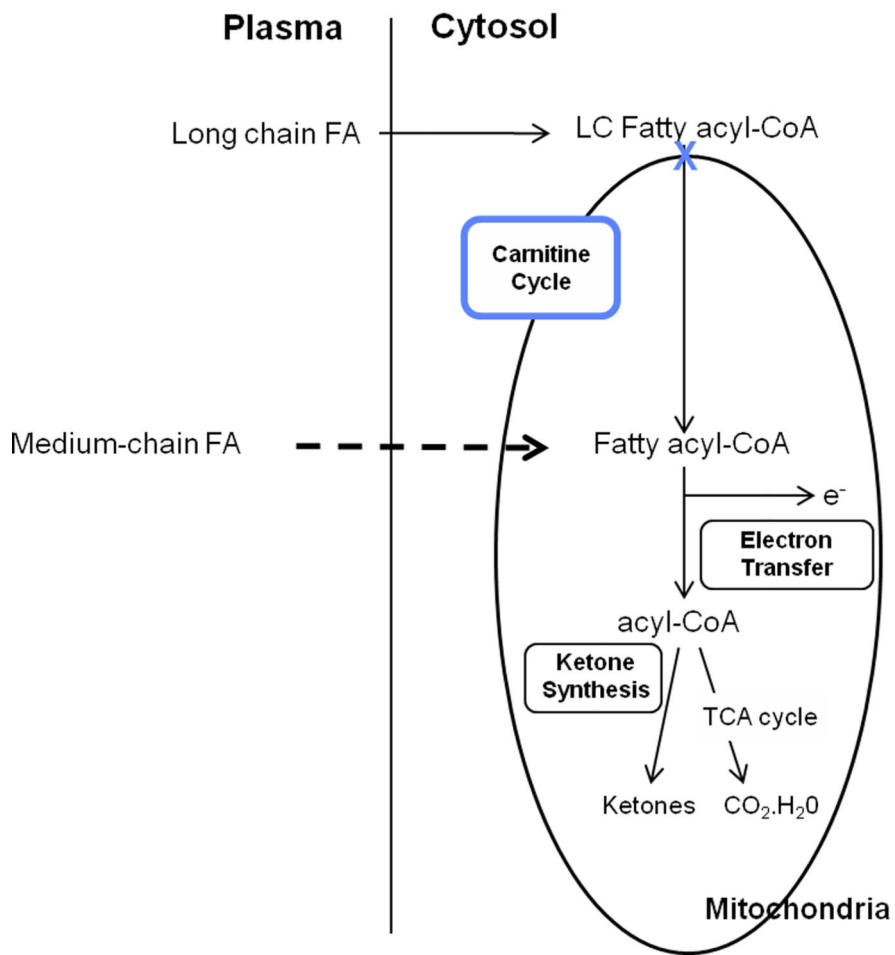 Plasma
Cytosol
Long chain FA
LC Fatty acyl-CoA
X
Carnitine
Cycle
Medium-chain FA
Fatty acyl-CoA
e⁻
Electron
Transfer
acyl-CoA
Ketone
Synthesis
TCA cycle
Ketones
CO₂.H₂0
Mitochondria